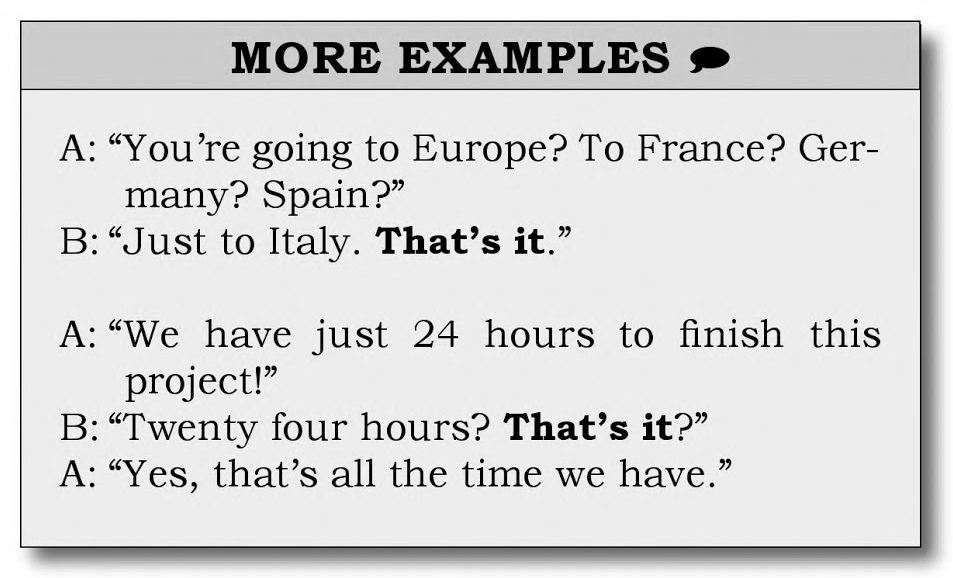 MORE EXAMPLES
A: “You’re going to Europe? To France? Ger-
many? Spain?”
B: “Just to Italy. That’s it.”
A: “We have just 24 hours to finish this
project!”
B: “Twenty four hours? That’s it?”
A: “Yes, that’s all the time we have.”